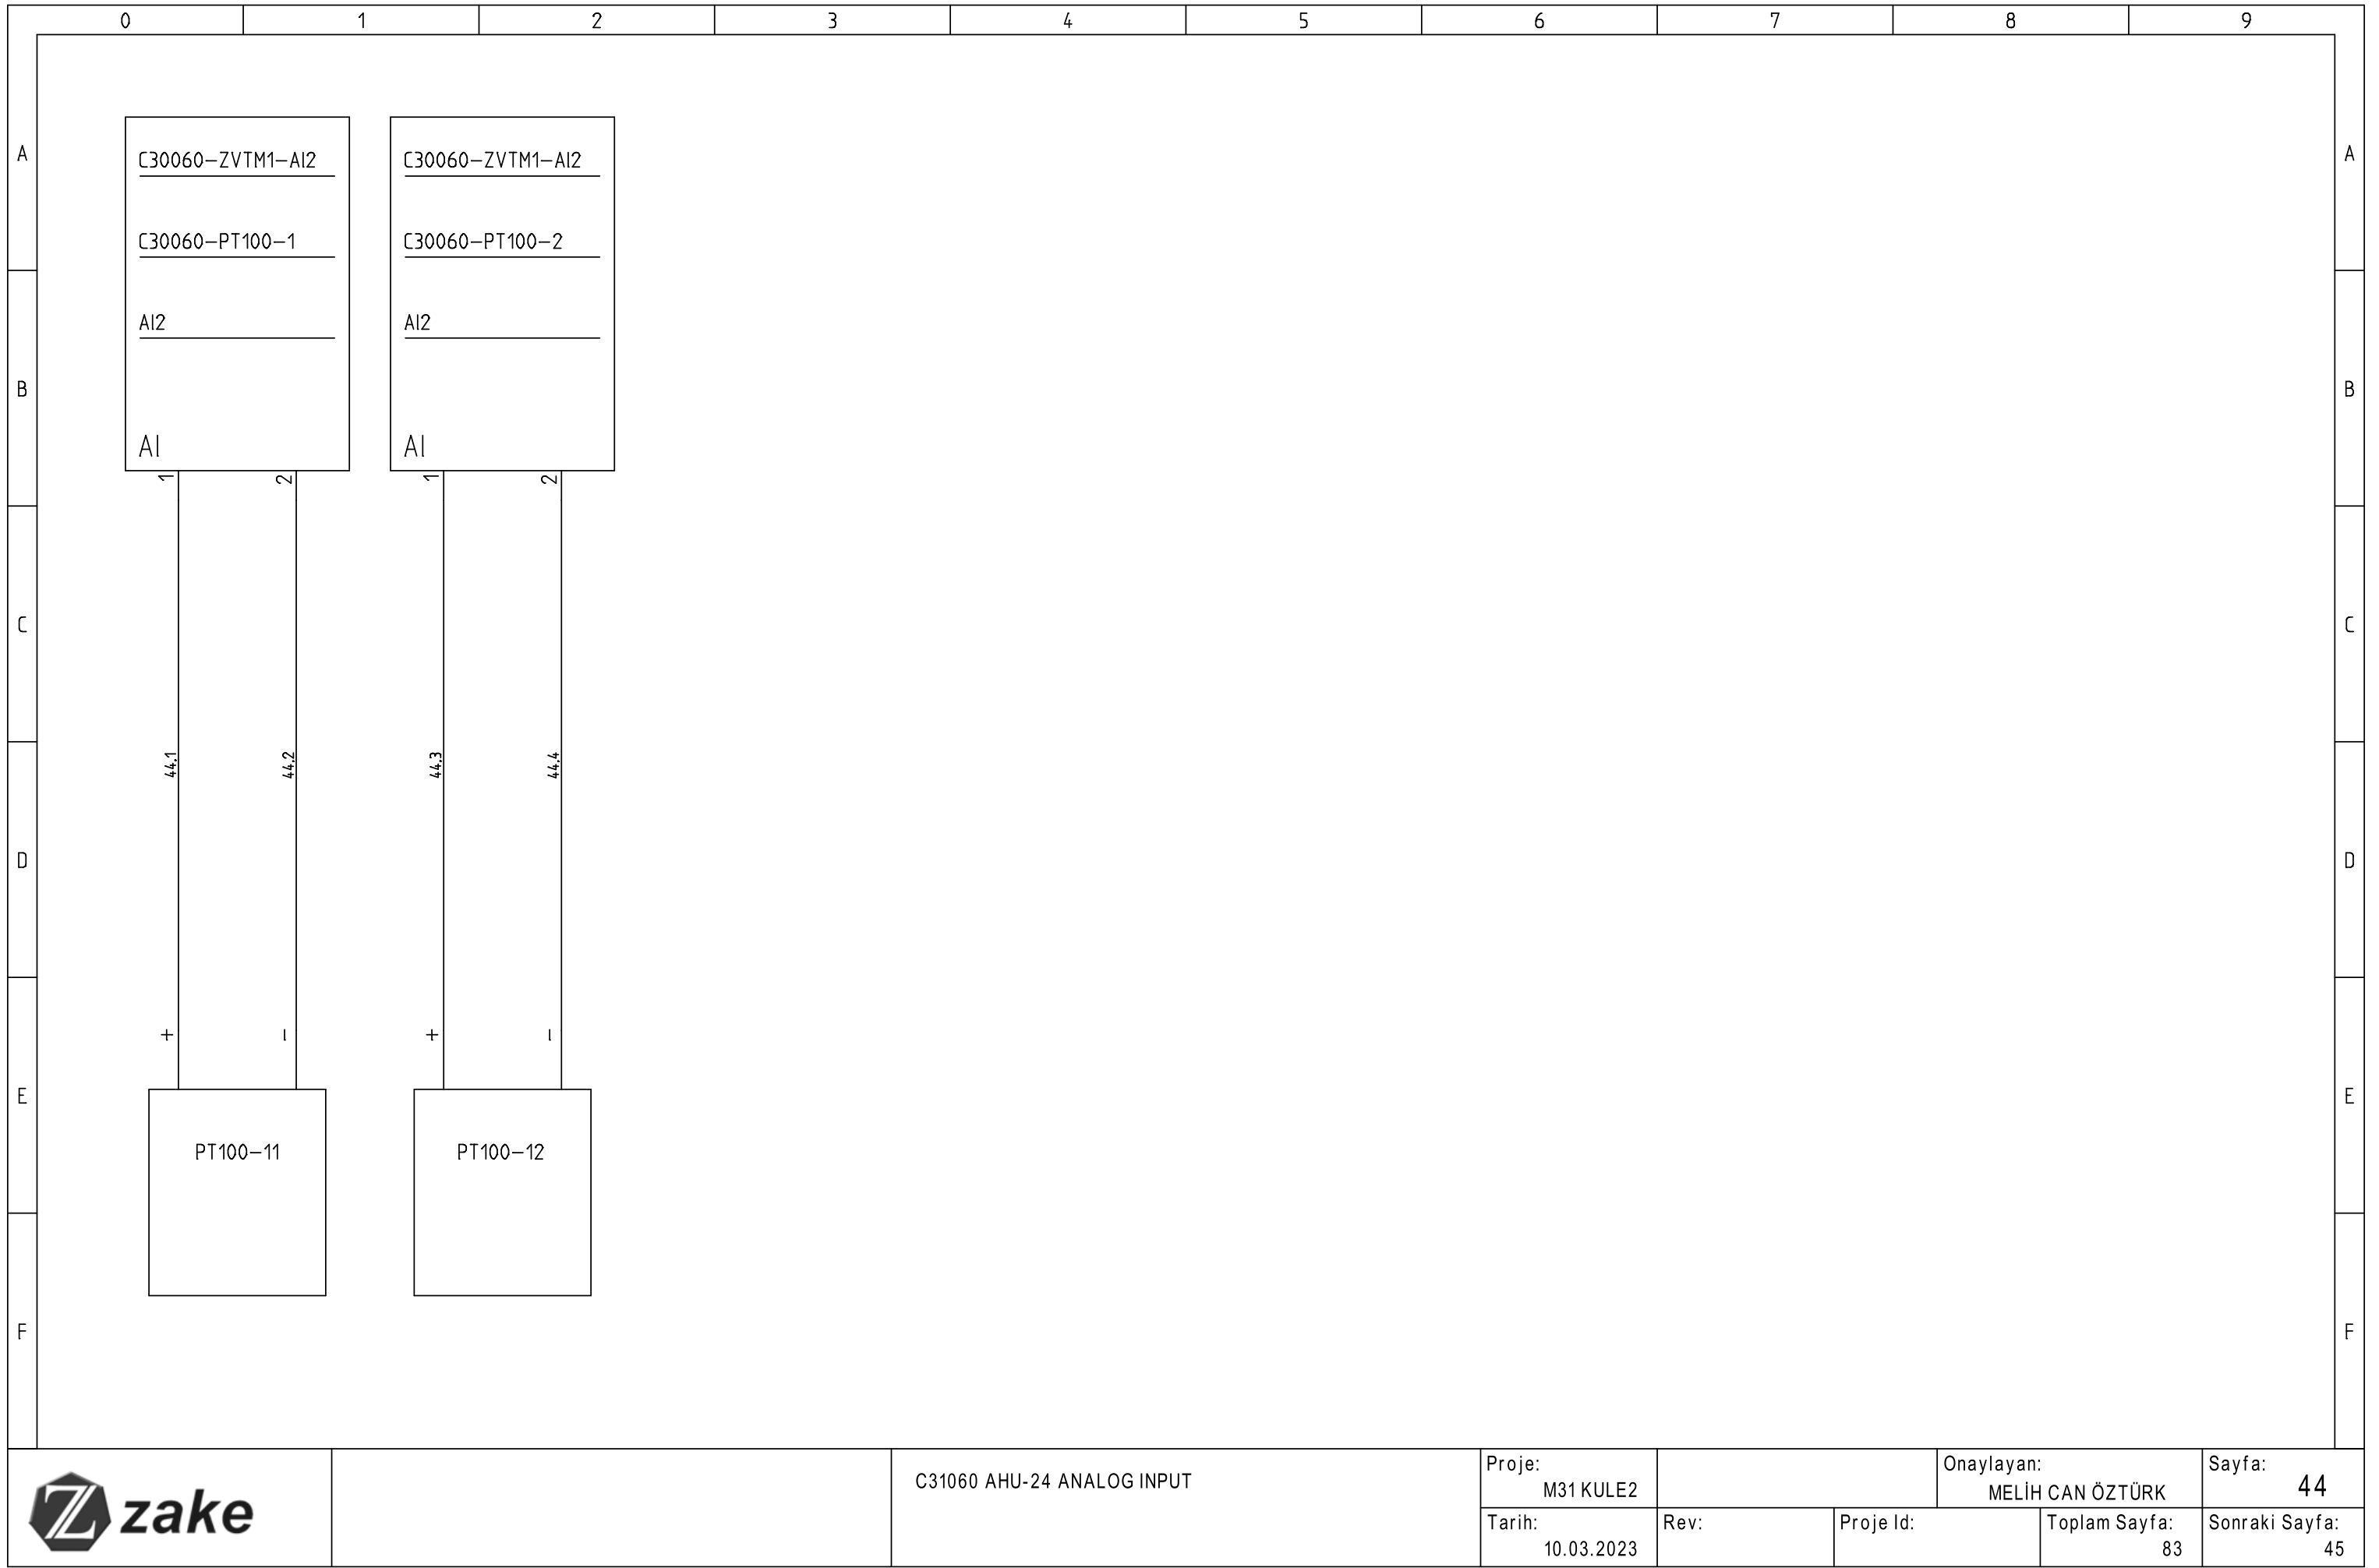 0 1 2 3 4 5 6 7 8 9
A A
C30060-ZVTM1-AI2 C30060-ZVTM1-AI2
C30060-PT100-1 C30060-PT100-2
AI2 AI2
B B
AI AI
1 2 1 2
C C
44.1 44.2 44.3 44.4
D D
+ - + -
E E
PT100-11 PT100-12
F F
zake
C31060 AHU-24 ANALOG INPUT
Proje:
M31 KULE2
Onaylayan:
MELİH CAN ÖZTÜRK
Sayfa:
44
Tarih:
10.03.2023
Rev:
Proje Id:
Toplam Sayfa:
83
Sonraki Sayfa:
45